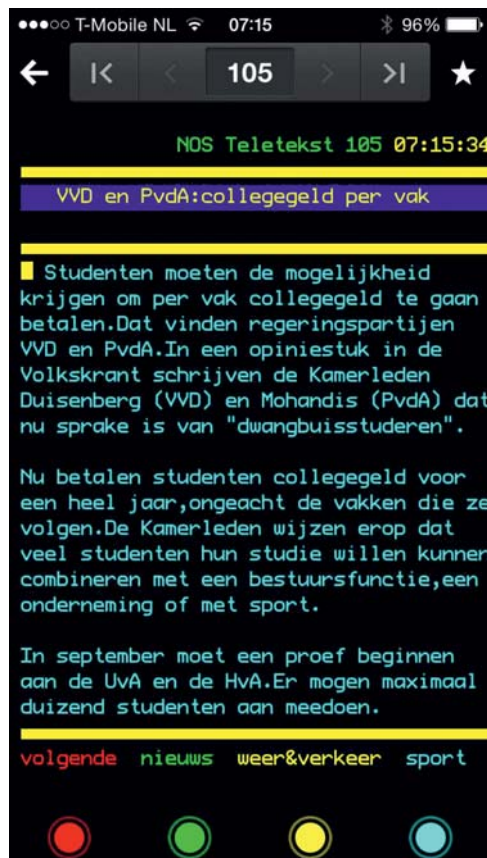 T-Mobile NL 07:15 96%
105
NOS Teletekst 105 07:15:34
VVD en PvdA:collegegeld per vak
Studenten moeten de mogelijkheid
krijgen om per vak collegegeld te gaan
betalen.Dat vinden regeringspartijen
VVD en PvdA.In een opiniestuk in de
Volkskrant schrijven de Kamerleden
Duisenberg (VVD) en Mohandis (PvdA) dat
nu sprake is van "dwangbuisstuderen".
Nu betalen studenten collegegeld voor
een heel jaar,ongeacht de vakken die ze
volgen.De Kamerleden wijzen erop dat
veel studenten hun studie willen kunnen
combineren met een bestuursfunctie,een
onderneming of met sport.
In september moet een proef beginnen
aan de UvA en de HvA.Er mogen maximaal
duizend studenten aan meedoen.
volgende nieuws weer&verkeer sport